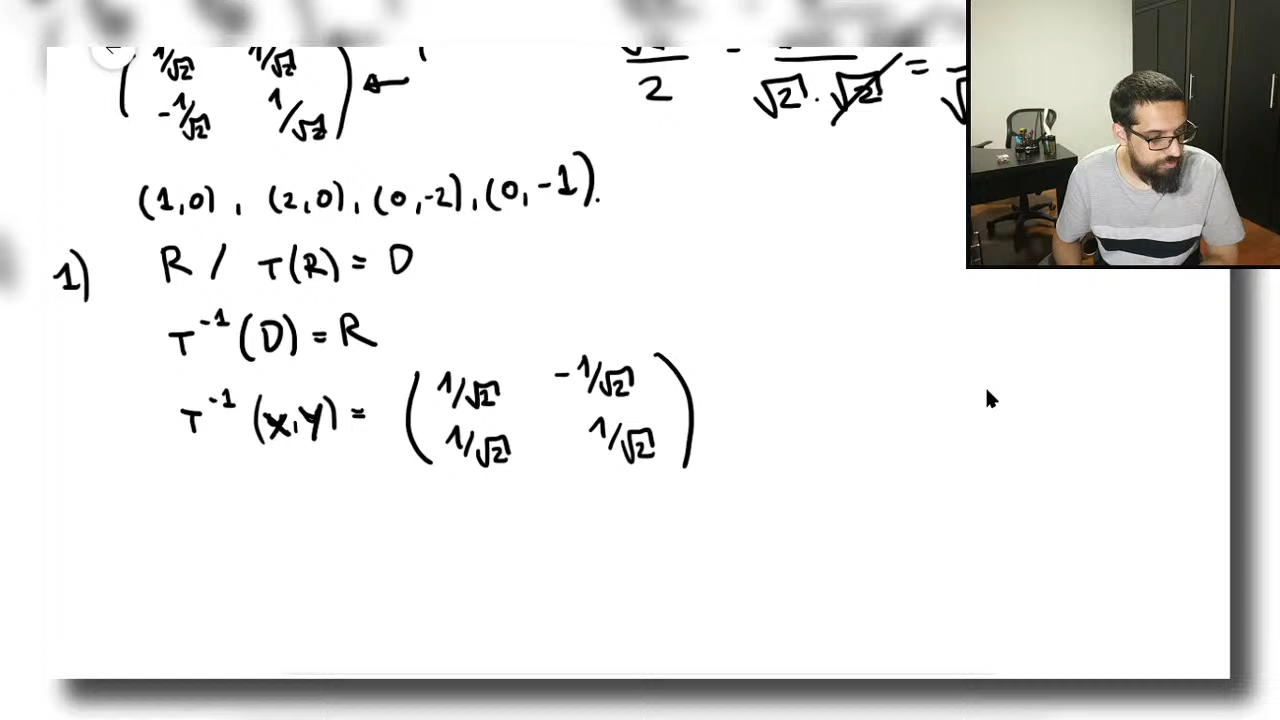 1/√2 1/√2
-1/√2 1/√2
2 - √2 · √2 =
(1,0), (2,0), (0,-2), (0,-1).
1) R / T(R) = D
T⁻¹(D) = R
T⁻¹(x,y) = ( 1/√2 -1/√2
1/√2 1/√2 )